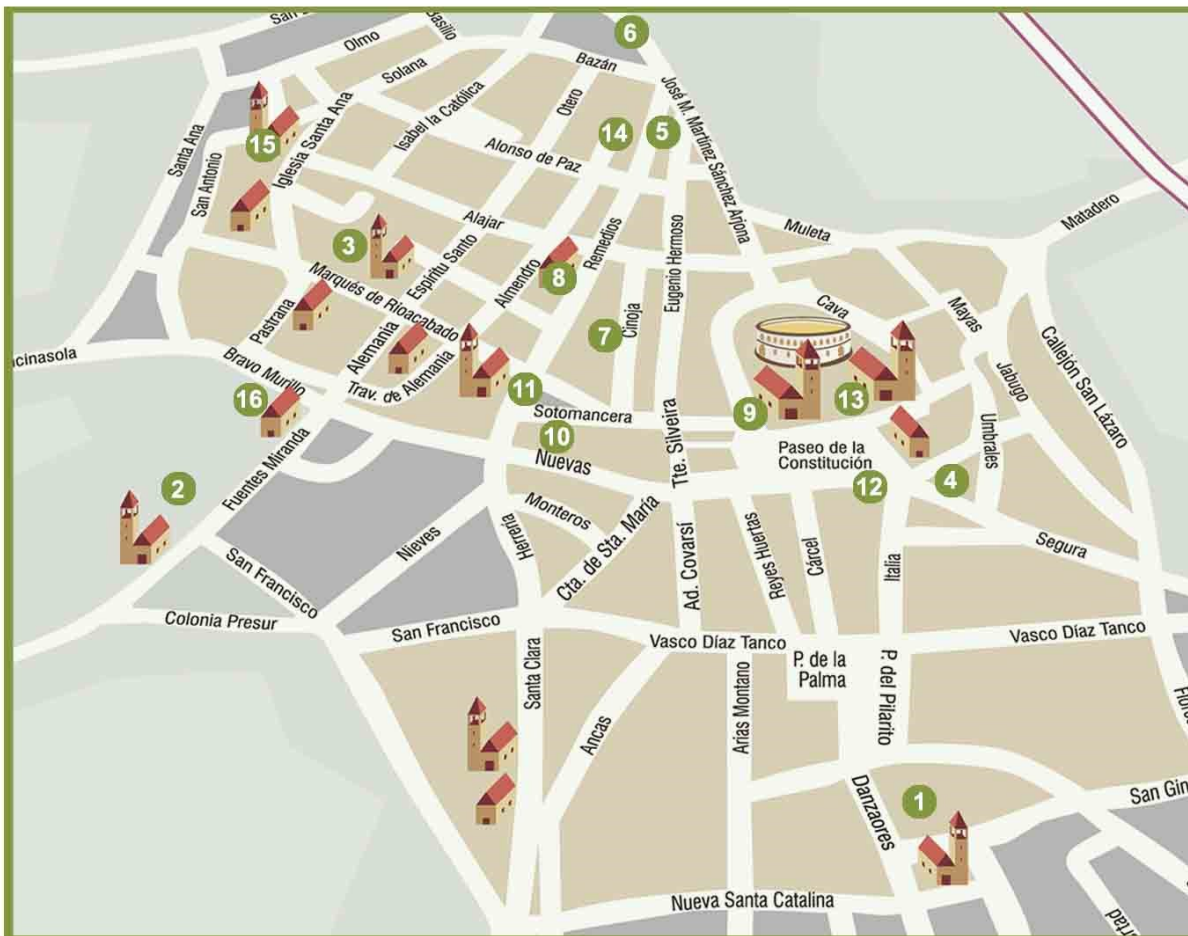 6
Olmo
Basilio
Solana
Bazán
Isabel la Católica
Otero
José M. Martínez Sánchez Arjona
14
5
15
Santa Ana
Iglesia Santa Ana
Alonso de Paz
San Antonio
Matadero
Muleta
3
Alajar
Espíritu Santo
Almendro
8
Remedios
Eugenio Hermoso
Marqués de Rioacabado
Pastrana
Cinoja
7
Cava
Mayas
Alemania
Trav. de Alemania
Bravo Murillo
Callejón San Lázaro
Jabugo
16
11
Sotomancera
10
9
13
Umbrales
Nuevas
Tte. Silveira
Paseo de la
Constitución
12
4
2
Fuentes Miranda
Monteros
Herrería
Nieves
Cta. de Sta. María
Ad. Covarsí
Reyes Huertas
Cárcel
Italia
Segura
San Francisco
Colonia Presur
San Francisco
Vasco Díaz Tanco
Vasco Díaz Tanco
P. de la
Palma
P. del Pilarito
Santa Clara
Ancas
Arias Montano
Danzaores
1
San Gin
Nueva Santa Catalina